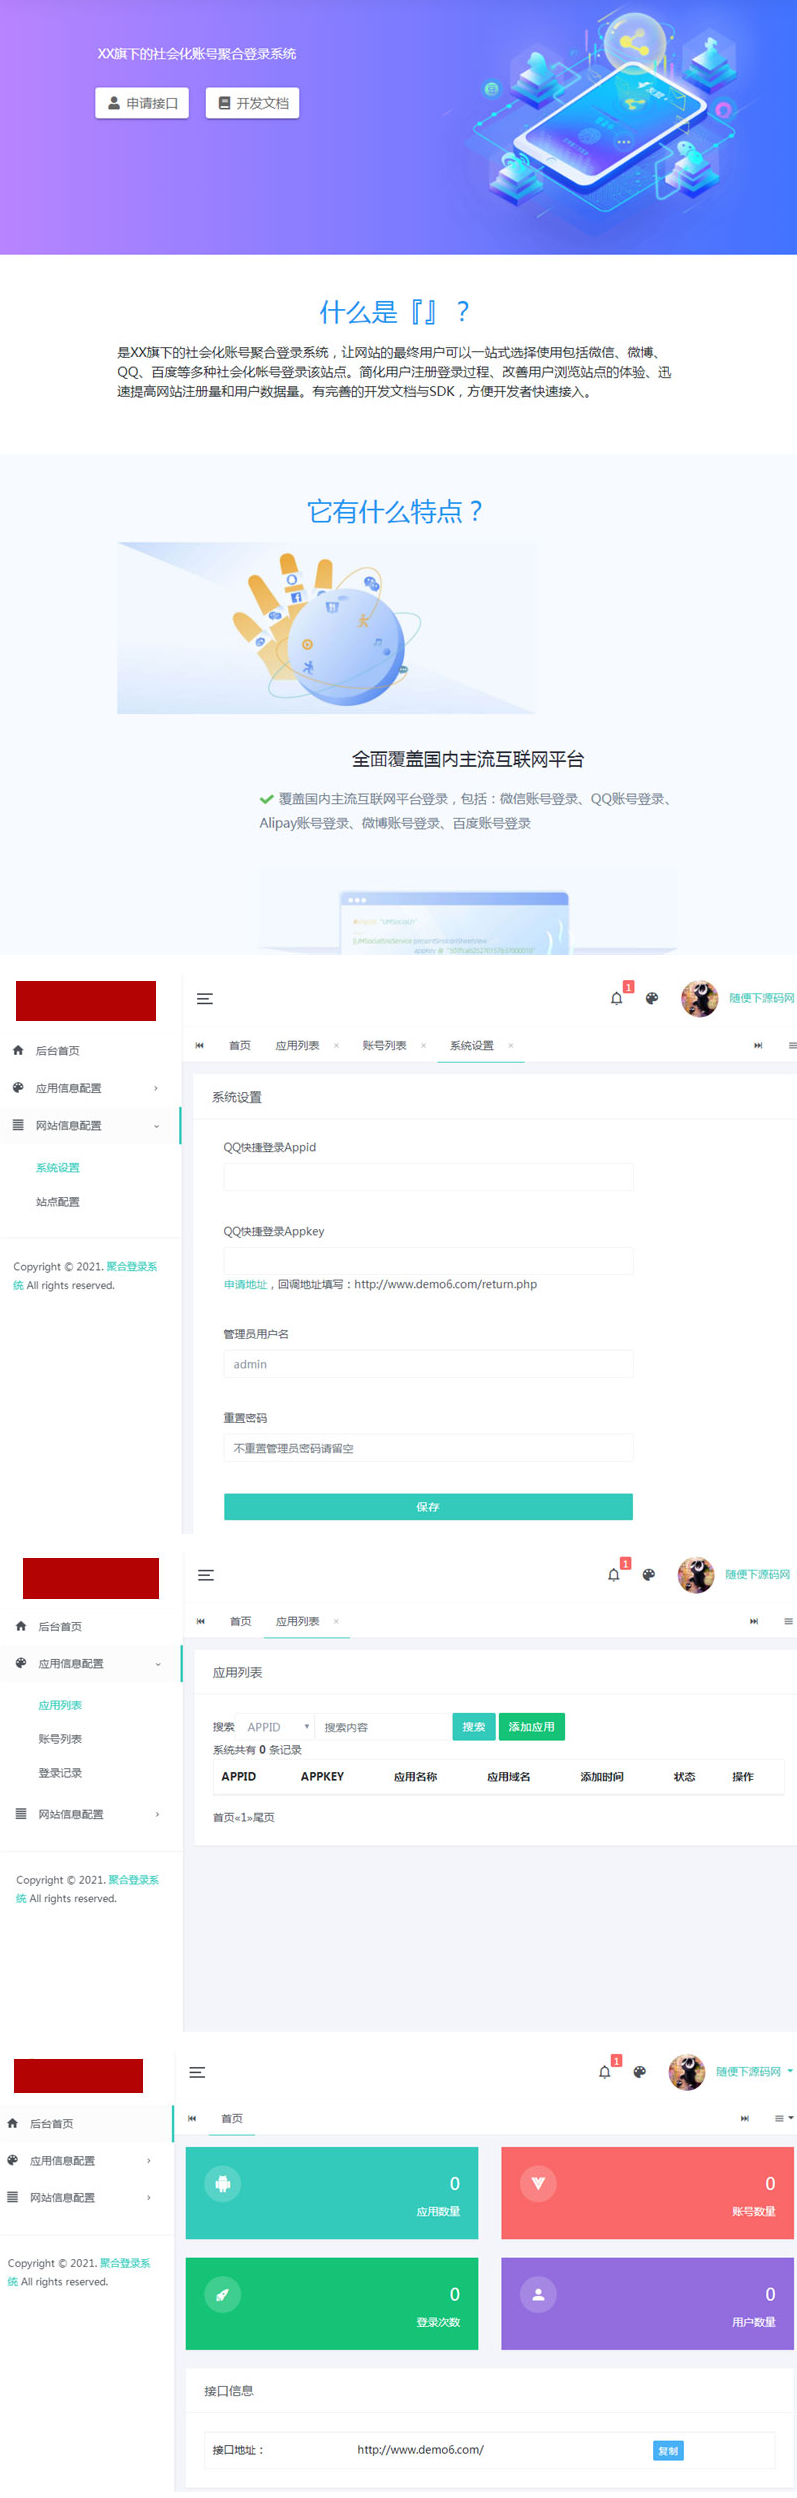 XX旗下的社会化账号聚合登录系统
申请接口
开发文档
什么是『』？
是XX旗下的社会化账号聚合登录系统，让网站的最终用户可以一站式选择使用包括微信、微博、
QQ、百度等多种社会化帐号登录该站点。简化用户注册登录过程、改善用户浏览站点的体验、迅
速提高网站注册量和用户数据量。有完善的开发文档与SDK，方便开发者快速接入。
它有什么特点？
全面覆盖国内主流互联网平台
覆盖国内主流互联网平台登录，包括：微信账号登录、QQ账号登录、
Alipay账号登录、微博账号登录、百度账号登录
1
随便下源码网
后台首页
应用信息配置
网站信息配置
系统设置
站点配置
Copyright © 2021. 聚合登录系
统 All rights reserved.
首页
应用列表 ×
账号列表 ×
系统设置 ×
系统设置
QQ快捷登录Appid
QQ快捷登录Appkey
申请地址，回调地址填写：http://www.demo6.com/return.php
管理员用户名
admin
重置密码
不重置管理员密码请留空
保存
1
随便下源码网
后台首页
应用信息配置
应用列表
账号列表
登录记录
网站信息配置
Copyright © 2021. 聚合登录系
统 All rights reserved.
首页
应用列表 ×
应用列表
搜索 APPID 搜索内容 搜索 添加应用
系统共有 0 条记录
APPID APPKEY 应用名称 应用域名 添加时间 状态 操作
首页«1»尾页
1
随便下源码网
后台首页
应用信息配置
网站信息配置
Copyright © 2021. 聚合登录系
统 All rights reserved.
首页
0
应用数量
0
账号数量
0
登录次数
0
用户数量
接口信息
接口地址： http://www.demo6.com/ 复制